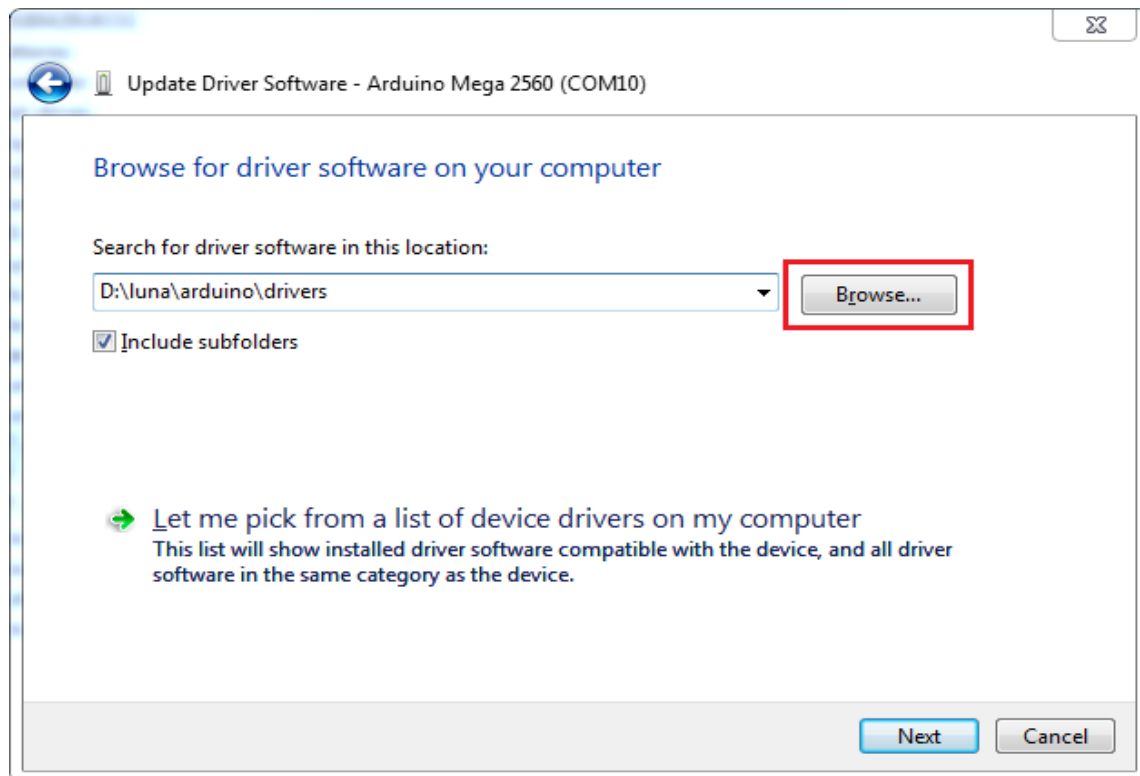 Update Driver Software - Arduino Mega 2560 (COM10)
Browse for driver software on your computer
Search for driver software in this location:
D:\luna\arduino\drivers
Browse...
Include subfolders
Let me pick from a list of device drivers on my computer
This list will show installed driver software compatible with the device, and all driver
software in the same category as the device.
Next
Cancel